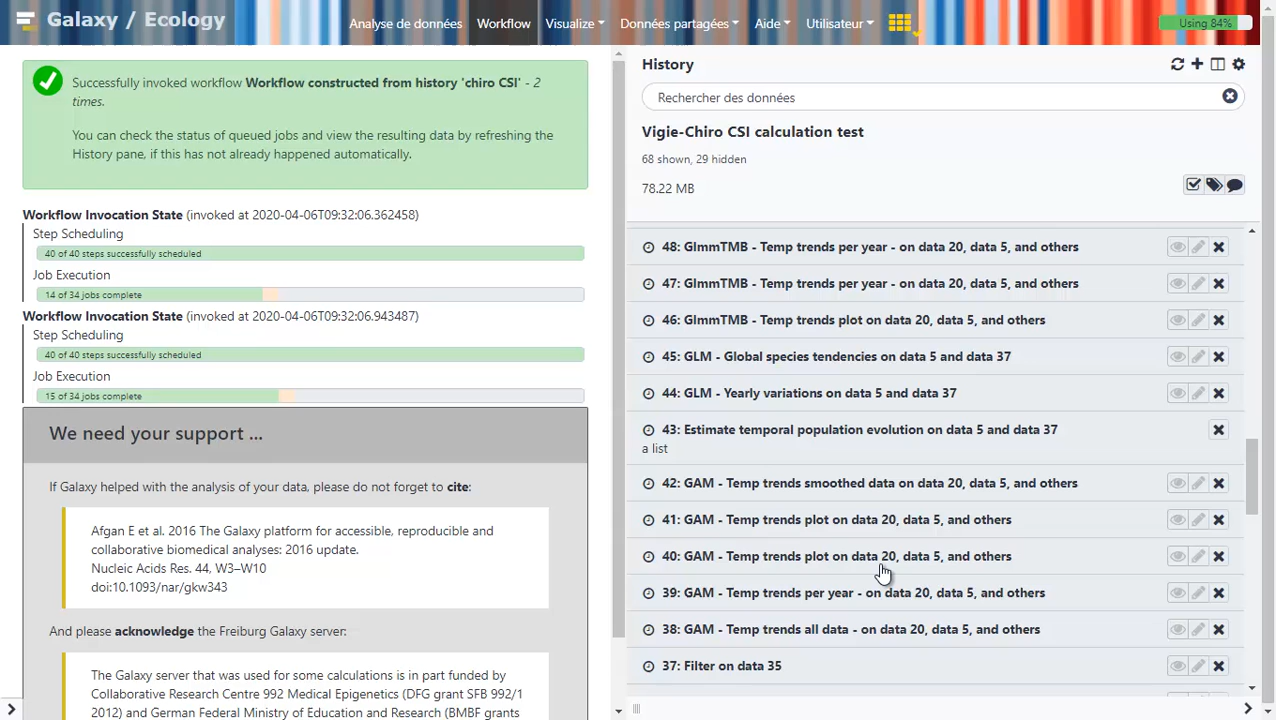 Galaxy / Ecology
Analyse de données
Workflow
Visualize
Données partagées
Aide
Utilisateur
Using 84%
Successfully invoked workflow Workflow constructed from history 'chiro CSI' - 2
times.
You can check the status of queued jobs and view the resulting data by refreshing the
History pane, if this has not already happened automatically.
Workflow Invocation State (invoked at 2020-04-06T09:32:06.362458)
Step Scheduling
40 of 40 steps successfully scheduled
Job Execution
14 of 34 jobs complete
Workflow Invocation State (invoked at 2020-04-06T09:32:06.943487)
Step Scheduling
40 of 40 steps successfully scheduled
Job Execution
15 of 34 jobs complete
We need your support ...
If Galaxy helped with the analysis of your data, please do not forget to cite:
Afgan E et al. 2016 The Galaxy platform for accessible, reproducible and
collaborative biomedical analyses: 2016 update.
Nucleic Acids Res. 44, W3–W10
doi:10.1093/nar/gkw343
And please acknowledge the Freiburg Galaxy server:
The Galaxy server that was used for some calculations is in part funded by
Collaborative Research Centre 992 Medical Epigenetics (DFG grant SFB 992/1
2012) and German Federal Ministry of Education and Research (BMBF grants
History
Rechercher des données
Vigie-Chiro CSI calculation test
68 shown, 29 hidden
78.22 MB
48: GlmmTMB - Temp trends per year - on data 20, data 5, and others
47: GlmmTMB - Temp trends per year - on data 20, data 5, and others
46: GlmmTMB - Temp trends plot on data 20, data 5, and others
45: GLM - Global species tendencies on data 5 and data 37
44: GLM - Yearly variations on data 5 and data 37
43: Estimate temporal population evolution on data 5 and data 37
a list
42: GAM - Temp trends smoothed data on data 20, data 5, and others
41: GAM - Temp trends plot on data 20, data 5, and others
40: GAM - Temp trends plot on data 20, data 5, and others
39: GAM - Temp trends per year - on data 20, data 5, and others
38: GAM - Temp trends all data - on data 20, data 5, and others
37: Filter on data 35